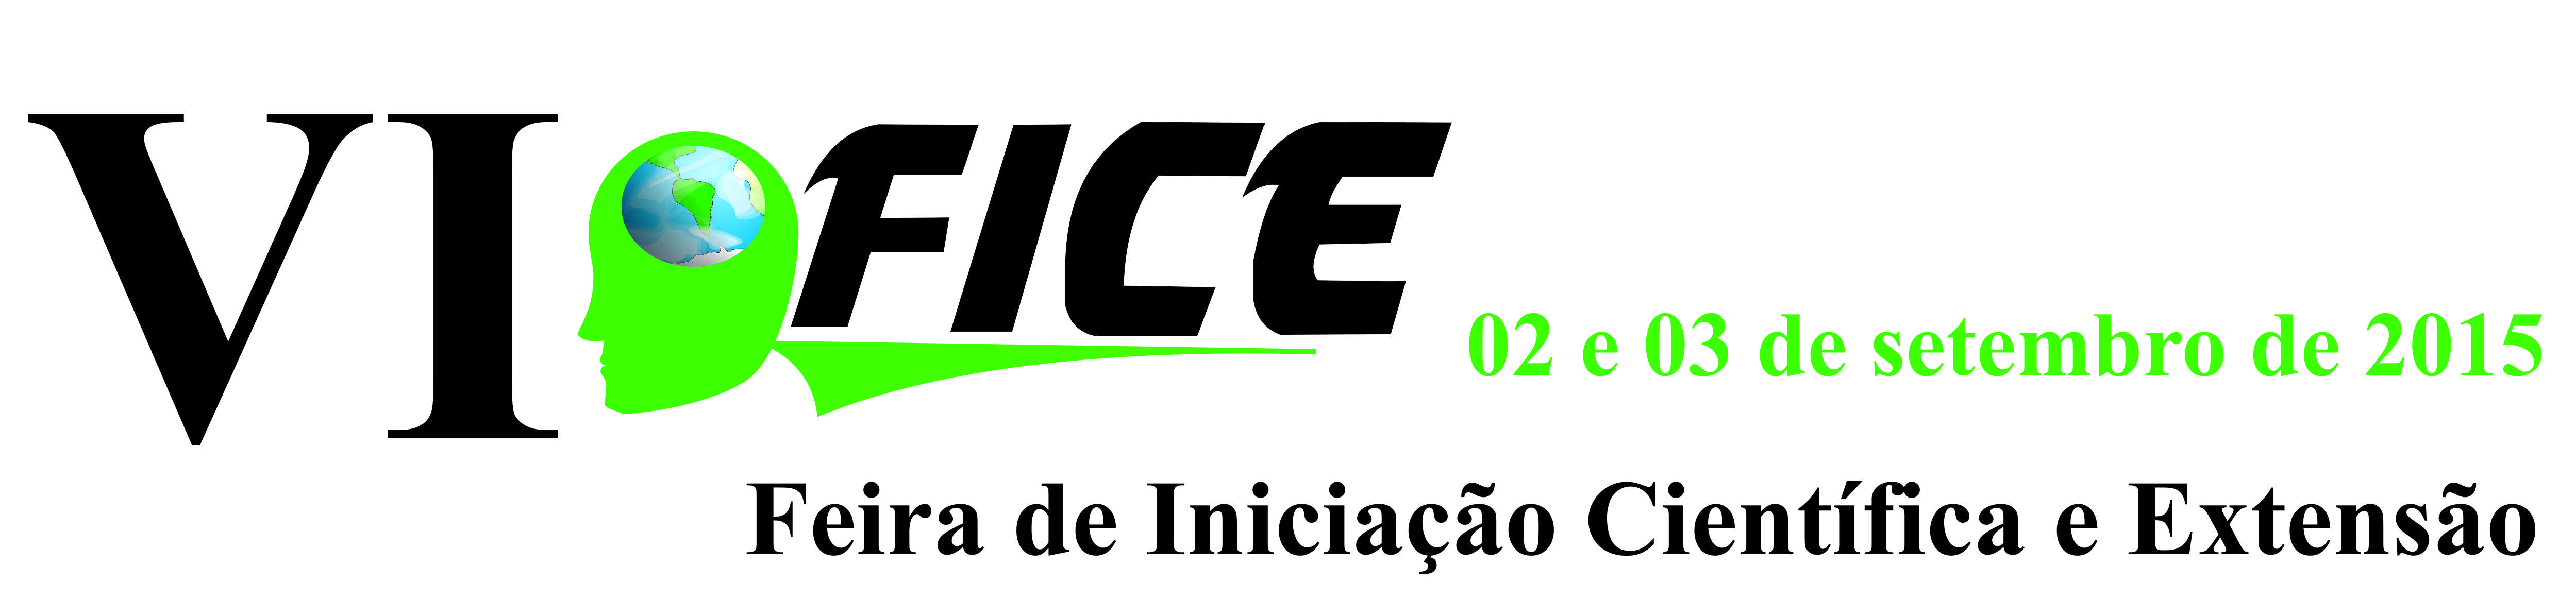 VI FICE
02 e 03 de setembro de 2015
Feira de Iniciação Científica e Extensão